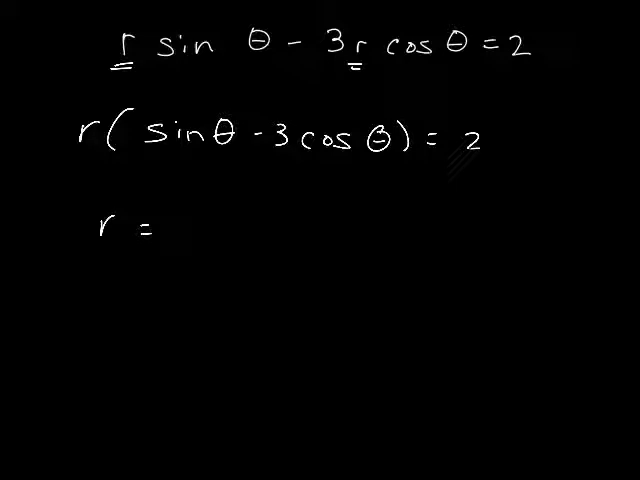 r sin θ - 3r cos θ = 2
r(sin θ - 3 cos θ) = 2
r =